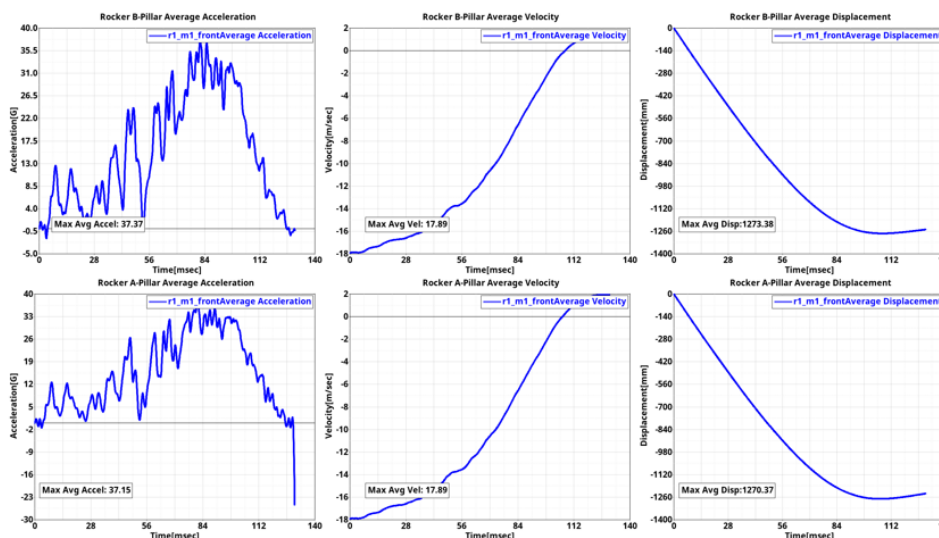 Rocker B-Pillar Average Acceleration
r1_m1_frontAverage Acceleration
Acceleration[G]
40.0
35.5
31.0
26.5
22.0
17.5
13.0
8.5
4.0
-0.5
-5.0
Max Avg Accel: 37.37
0 28 56 84 112 140
Time[msec]
Rocker B-Pillar Average Velocity
r1_m1_frontAverage Velocity
Velocity[m/sec]
2
0
-2
-4
-6
-8
-10
-12
-14
-16
-18
Max Avg Vel: 17.89
0 28 56 84 112 140
Time[msec]
Rocker B-Pillar Average Displacement
r1_m1_frontAverage Displacement
Displacement[mm]
0
-140
-280
-420
-560
-700
-840
-980
-1120
-1260
-1400
Max Avg Disp:1273.38
0 28 56 84 112 140
Time[msec]
Rocker A-Pillar Average Acceleration
r1_m1_frontAverage Acceleration
Acceleration[G]
40
33
26
19
12
5
-2
-9
-16
-23
-30
Max Avg Accel: 37.15
0 28 56 84 112 140
Time[msec]
Rocker A-Pillar Average Velocity
r1_m1_frontAverage Velocity
Velocity[m/sec]
2
0
-2
-4
-6
-8
-10
-12
-14
-16
-18
Max Avg Vel: 17.89
0 28 56 84 112 140
Time[msec]
Rocker A-Pillar Average Displacement
r1_m1_frontAverage Displacement
Displacement[mm]
0
-140
-280
-420
-560
-700
-840
-980
-1120
-1260
-1400
Max Avg Disp:1270.37
0 28 56 84 112 140
Time[msec]